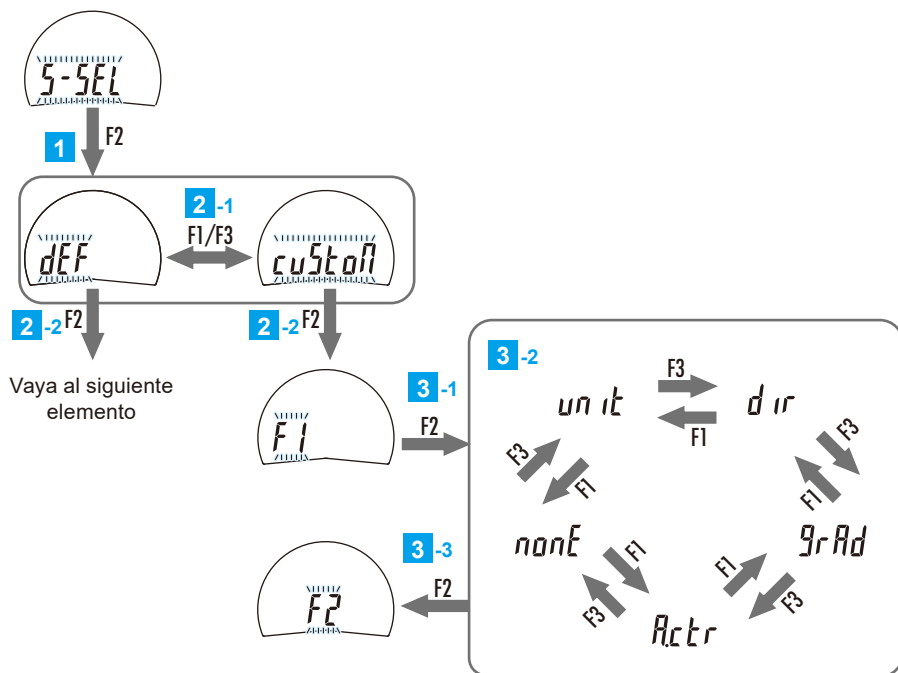 S-SEL
1 F2
2 -1
F1/F3
dEF
cuStoM
2 -2 F2
2 -2 F2
Vaya al siguiente
elemento
F1
3 -1
F2
3 -2
unit
F3
F1
dir
F3
F1
F3
F1
nonE
grAd
F1
F3
F1
F3
A.ctr
3 -3
F2
F2